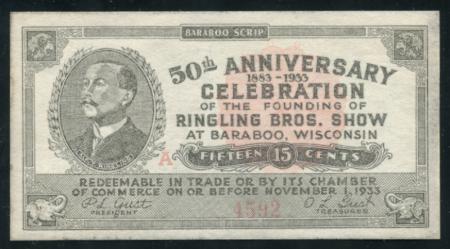 BARABOO SCRIP
50th ANNIVERSARY
1883-1933
CELEBRATION
OF THE FOUNDING OF
RINGLING BROS. SHOW
AT BARABOO, WISCONSIN
A
FIFTEEN 15 CENTS
REDEEMABLE IN TRADE OR BY ITS CHAMBER
OF COMMERCE ON OR BEFORE NOVEMBER 1, 1933
PRESIDENT
4592
TREASURER